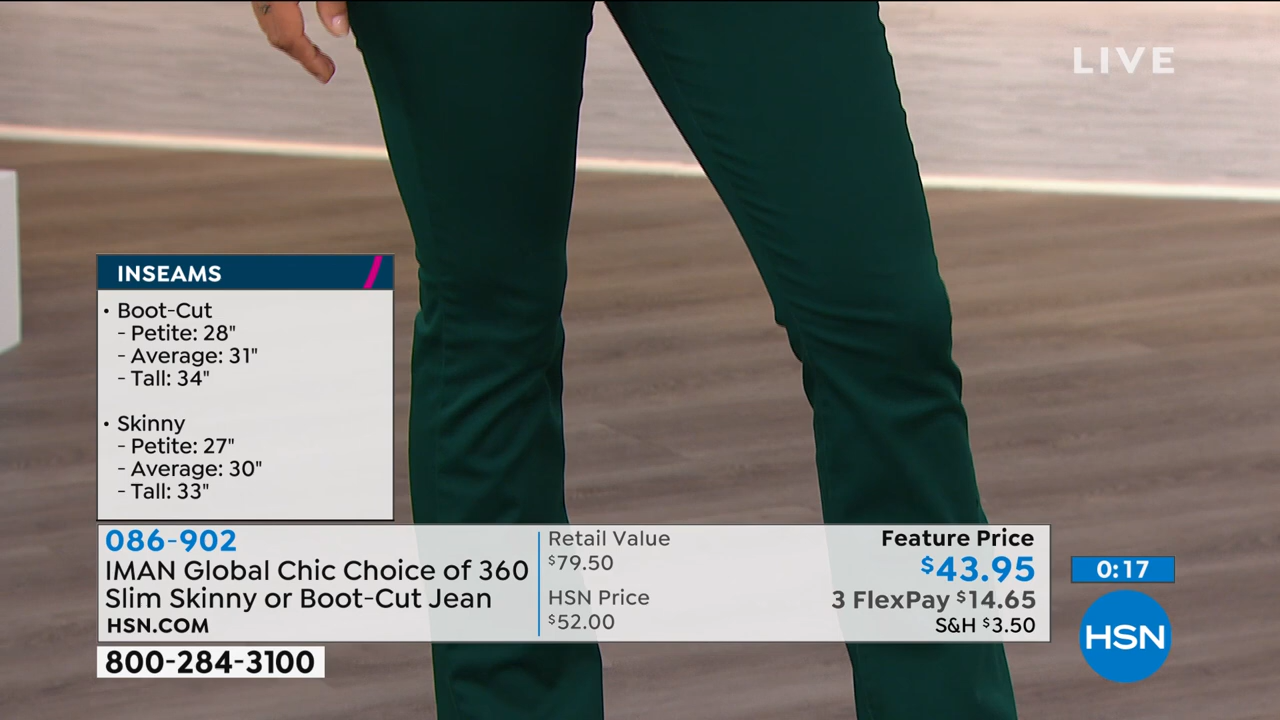 LIVE
INSEAMS
• Boot-Cut
- Petite: 28"
- Average: 31"
- Tall: 34"
• Skinny
- Petite: 27"
- Average: 30"
- Tall: 33"
086-902
IMAN Global Chic Choice of 360
Slim Skinny or Boot-Cut Jean
HSN.COM
Retail Value
$79.50
HSN Price
$52.00
Feature Price
$43.95
3 FlexPay $14.65
S&H $3.50
0:17
HSN
800-284-3100